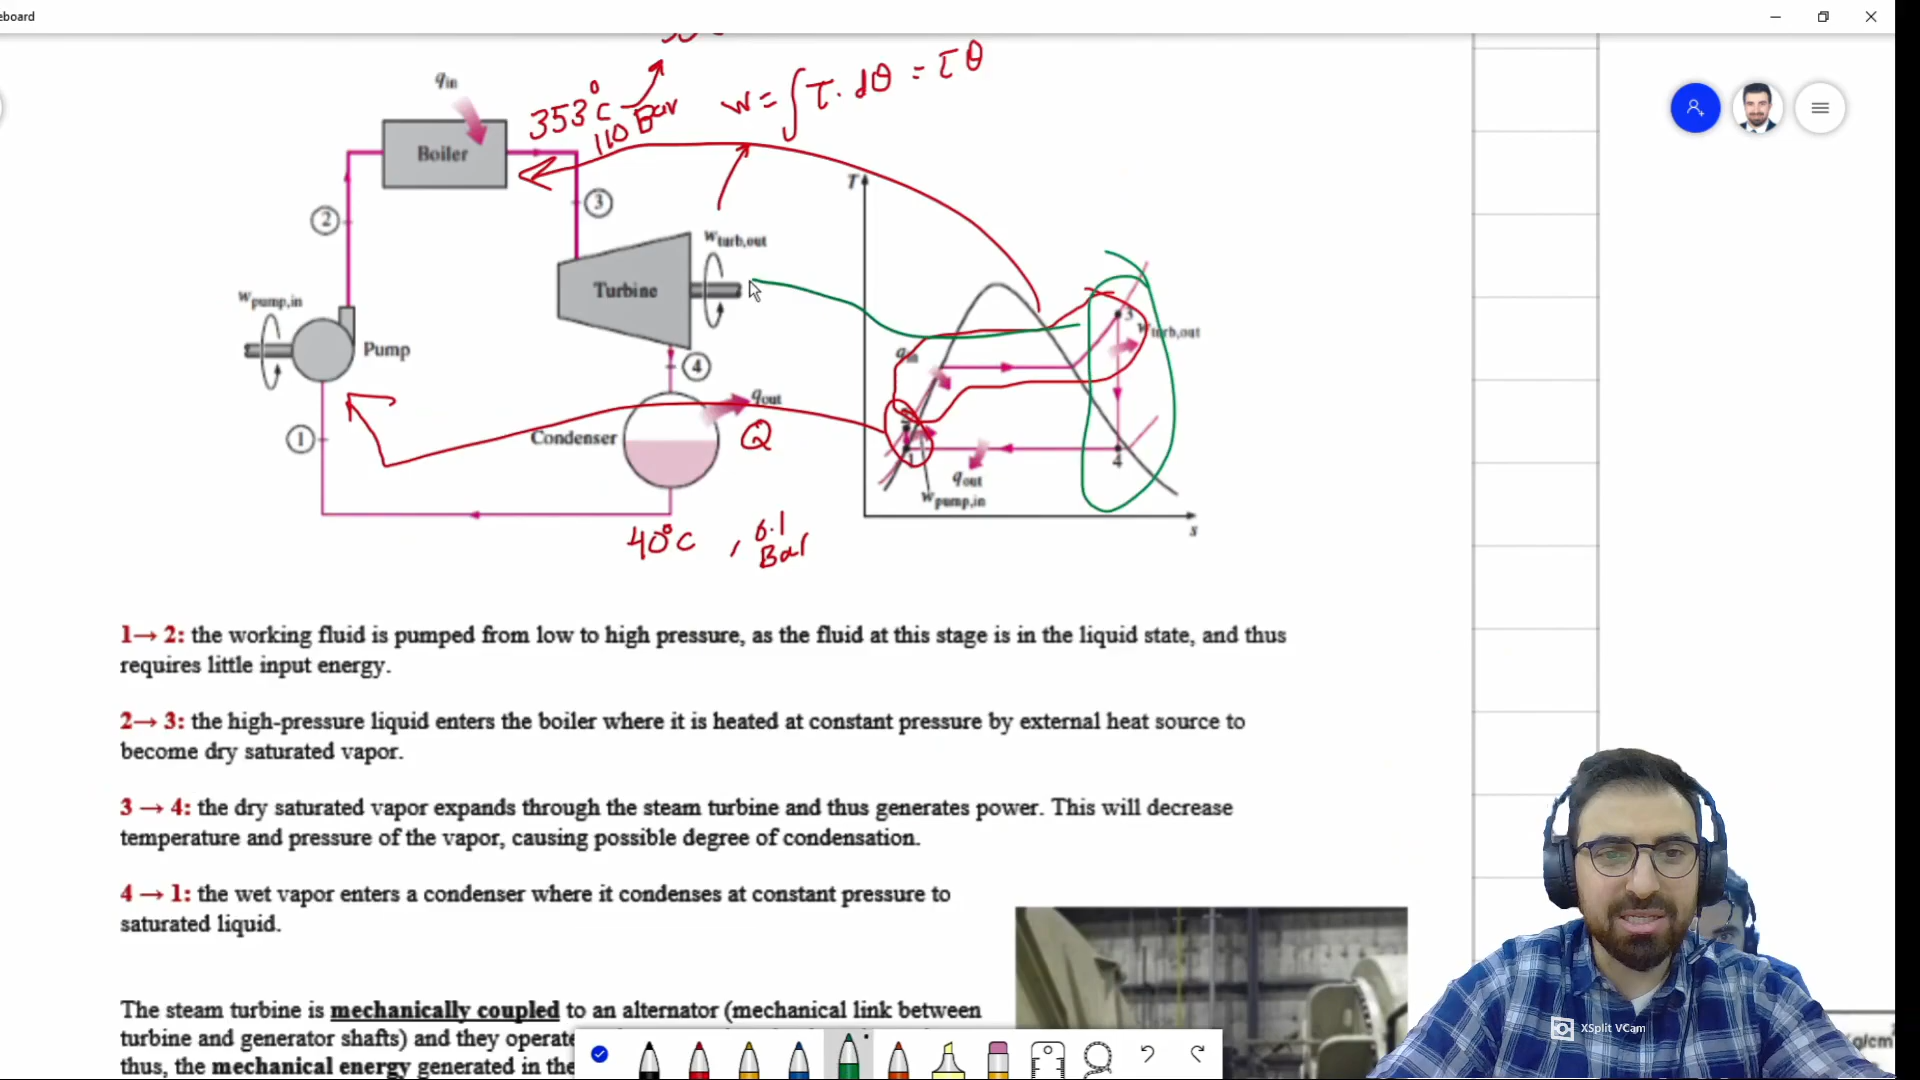 eboard
qin
353°C
110 Bar
w = ∫ τ. dθ = τθ
Boiler
T
2
3
wturb,out
wpump,in
Turbine
3
wturb,out
Pump
qin
4
qout
Condenser
Q
1
1
4
qout
wpump,in
s
40°C , 0.1
Bar
1→ 2: the working fluid is pumped from low to high pressure, as the fluid at this stage is in the liquid state, and thus
requires little input energy.
2→ 3: the high-pressure liquid enters the boiler where it is heated at constant pressure by external heat source to
become dry saturated vapor.
3 → 4: the dry saturated vapor expands through the steam turbine and thus generates power. This will decrease
temperature and pressure of the vapor, causing possible degree of condensation.
4 → 1: the wet vapor enters a condenser where it condenses at constant pressure to
saturated liquid.
The steam turbine is mechanically coupled to an alternator (mechanical link between
turbine and generator shafts) and they operate
thus, the mechanical energy generated in the
XSplit VCam
g/cm